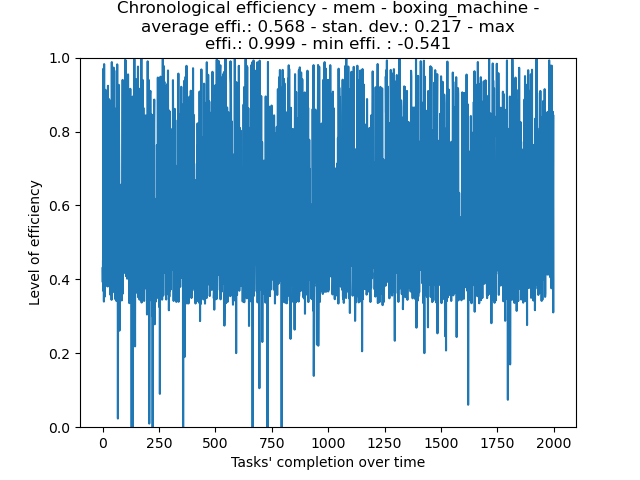 Chronological efficiency - mem - boxing_machine -
average effi.: 0.568 - stan. dev.: 0.217 - max
effi.: 0.999 - min effi. : -0.541
1.0
0.8
0.6
0.4
0.2
0.0
Level of efficiency
0 250 500 750 1000 1250 1500 1750 2000
Tasks' completion over time